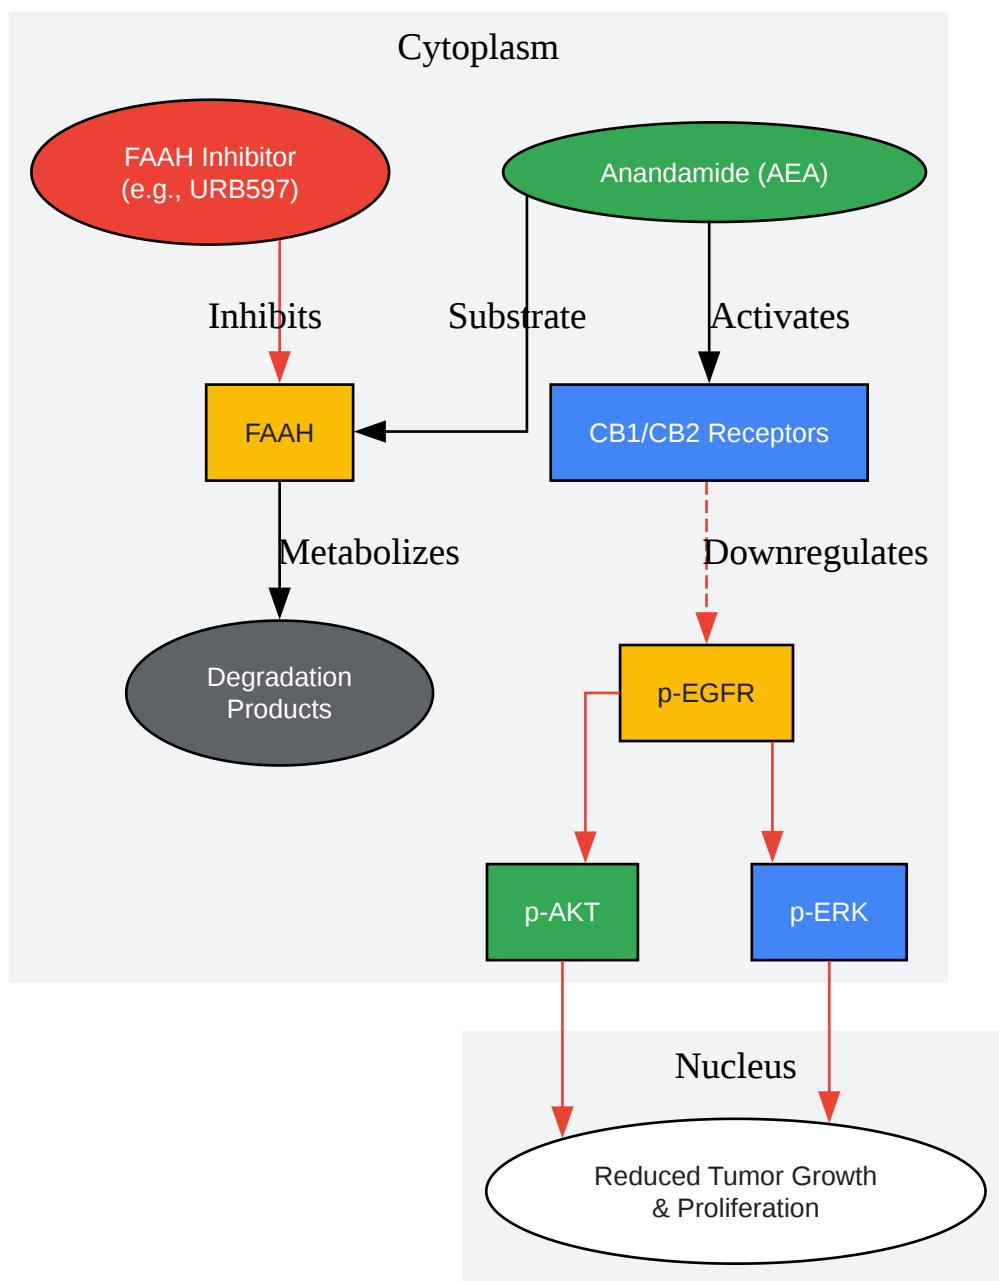 Cytoplasm
FAAH Inhibitor
(e.g., URB597)
Anandamide (AEA)
Inhibits
Substrate
Activates
FAAH
CB1/CB2 Receptors
Metabolizes
Downregulates
Degradation
Products
p-EGFR
p-AKT
p-ERK
Nucleus
Reduced Tumor Growth
& Proliferation